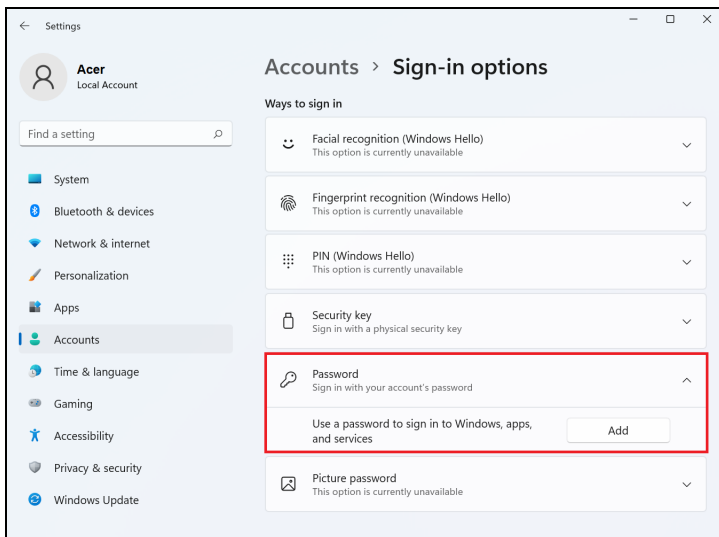 Settings
Acer
Local Account
Find a setting
System
Bluetooth & devices
Network & internet
Personalization
Apps
Accounts
Time & language
Gaming
Accessibility
Privacy & security
Windows Update
Accounts > Sign-in options
Ways to sign in
Facial recognition (Windows Hello)
This option is currently unavailable
Fingerprint recognition (Windows Hello)
This option is currently unavailable
PIN (Windows Hello)
This option is currently unavailable
Security key
Sign in with a physical security key
Password
Sign in with your account's password
Use a password to sign in to Windows, apps,
and services
Add
Picture password
This option is currently unavailable